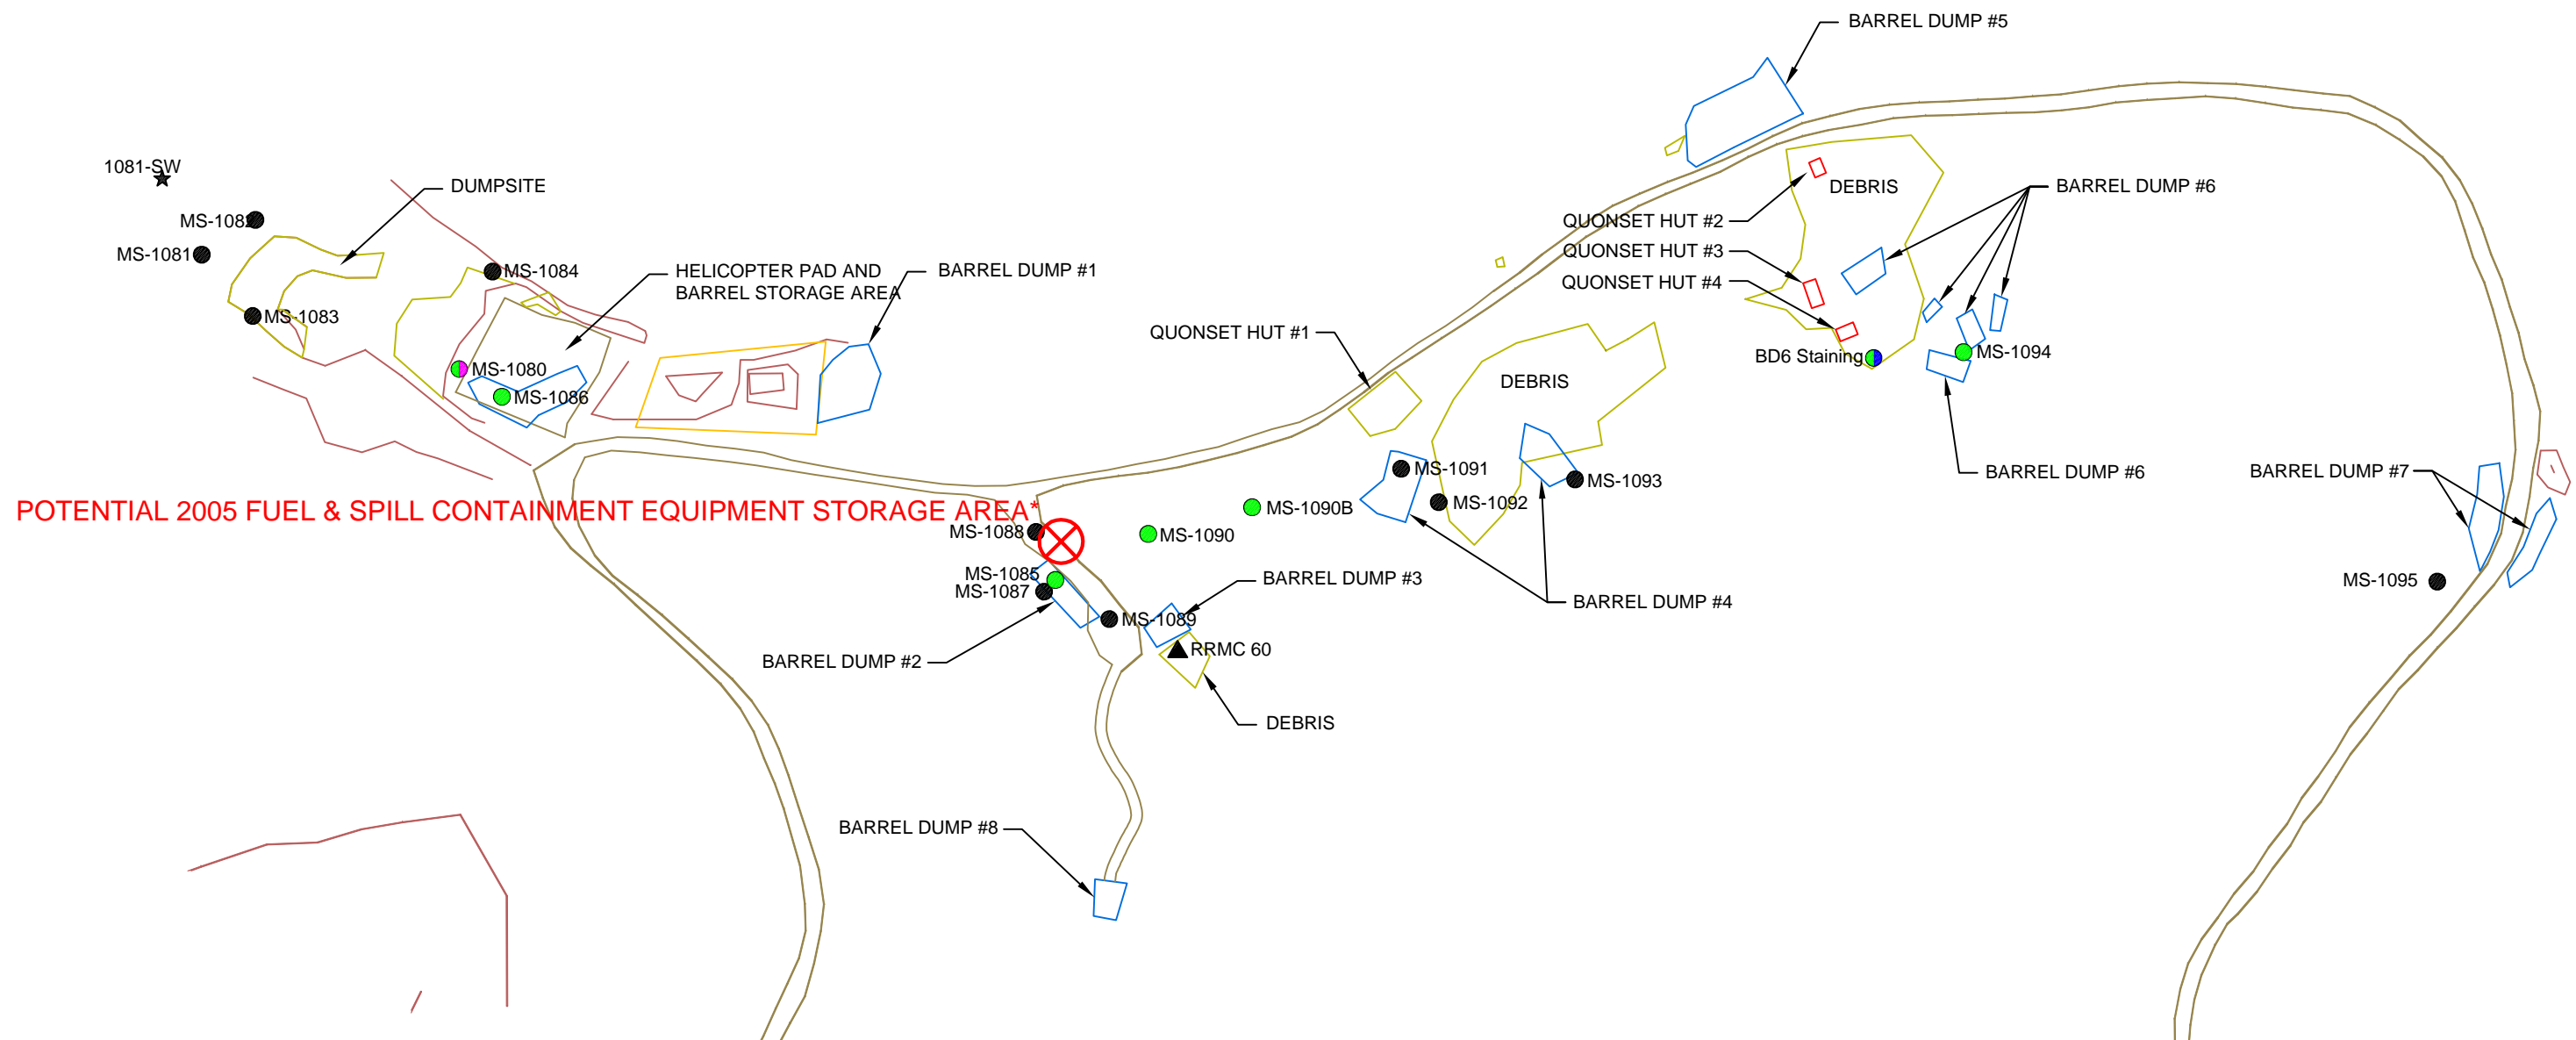 BARREL DUMP #5
1081-SW
DUMPSITE
DEBRIS
BARREL DUMP #6
MS-1082
QUONSET HUT #2
MS-1081
QUONSET HUT #3
MS-1084
HELICOPTER PAD AND
BARREL STORAGE AREA
BARREL DUMP #1
QUONSET HUT #4
MS-1083
QUONSET HUT #1
BD6 Staining
MS-1094
MS-1080
DEBRIS
MS-1086
MS-1091
BARREL DUMP #6
BARREL DUMP #7
MS-1093
MS-1092
POTENTIAL 2005 FUEL & SPILL CONTAINMENT EQUIPMENT STORAGE AREA*
MS-1090B
MS-1088
MS-1090
MS-1085
BARREL DUMP #3
MS-1095
MS-1087
BARREL DUMP #4
MS-1089
RRMC 60
BARREL DUMP #2
DEBRIS
BARREL DUMP #8